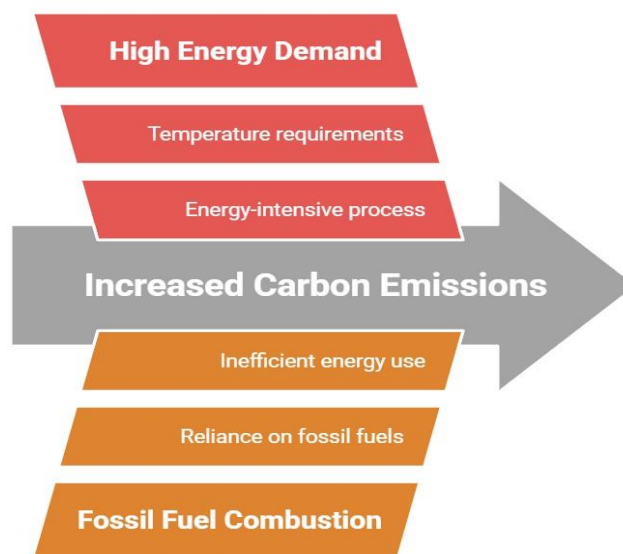 High Energy Demand
Temperature requirements
Energy-intensive process
Increased Carbon Emissions
Inefficient energy use
Reliance on fossil fuels
Fossil Fuel Combustion